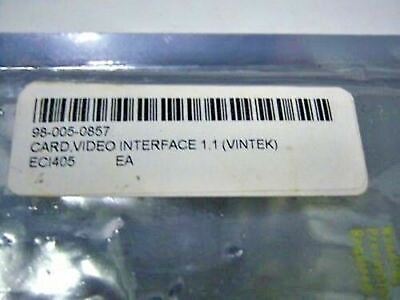 98-005-0857
CARD,VIDEO INTERFACE 1.1 (VINTEK)
ECI405 EA